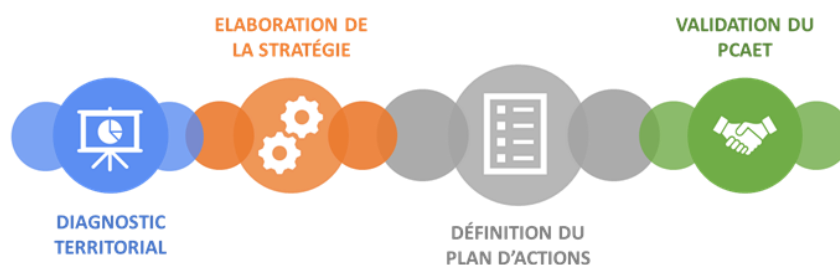 ELABORATION DE
LA STRATÉGIE
VALIDATION DU
PCAET
DIAGNOSTIC
TERRITORIAL
DÉFINITION DU
PLAN D'ACTIONS